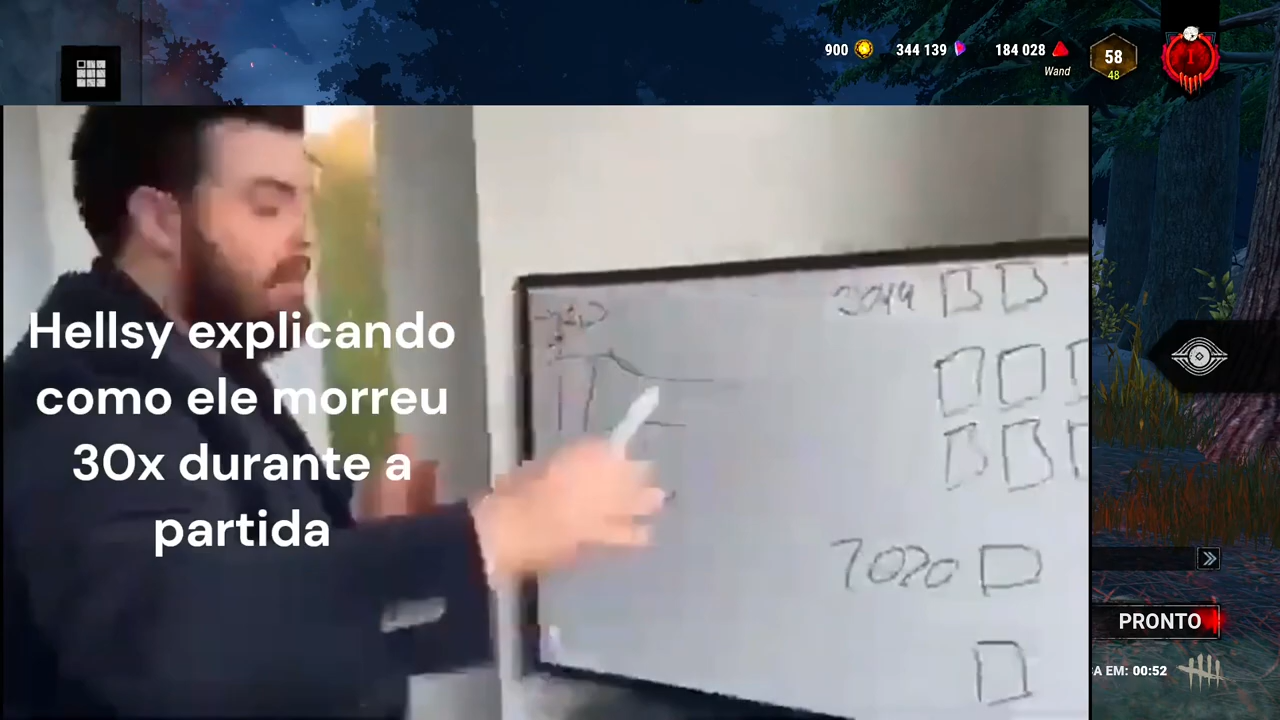 900 344 139 184 028
Wand
58
48
I
Hellsy explicando
como ele morreu
30x durante a
partida
3044
7020
PRONTO
A EM: 00:52